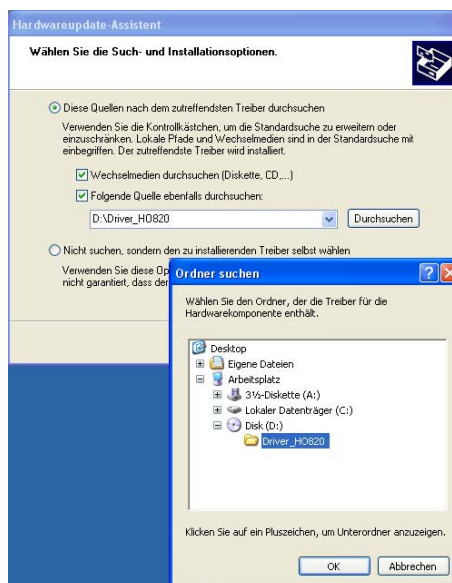 Hardwareupdate-Assistent
Wählen Sie die Such- und Installationsoptionen.
Diese Quellen nach dem zutreffendsten Treiber durchsuchen
Verwenden Sie die Kontrollkästchen, um die Standardsuche zu erweitern oder
einzuschränken. Lokale Pfade und Wechselmedien sind in der Standardsuche mit
einbegriffen. Der zutreffendste Treiber wird installiert.
Wechselmedien durchsuchen (Diskette, CD,...)
Folgende Quelle ebenfalls durchsuchen:
D:\Driver_HO820
Durchsuchen
Nicht suchen, sondern den zu installierenden Treiber selbst wählen
Verwenden Sie diese Op
nicht garantiert, dass der
Ordner suchen
Wählen Sie den Ordner, der die Treiber für die
Hardwarekomponente enthält.
Desktop
Eigene Dateien
Arbeitsplatz
3½-Diskette (A:)
Lokaler Datenträger (C:)
Disk (D:)
Driver_HO820
Klicken Sie auf ein Pluszeichen, um Unterordner anzuzeigen.
OK
Abbrechen